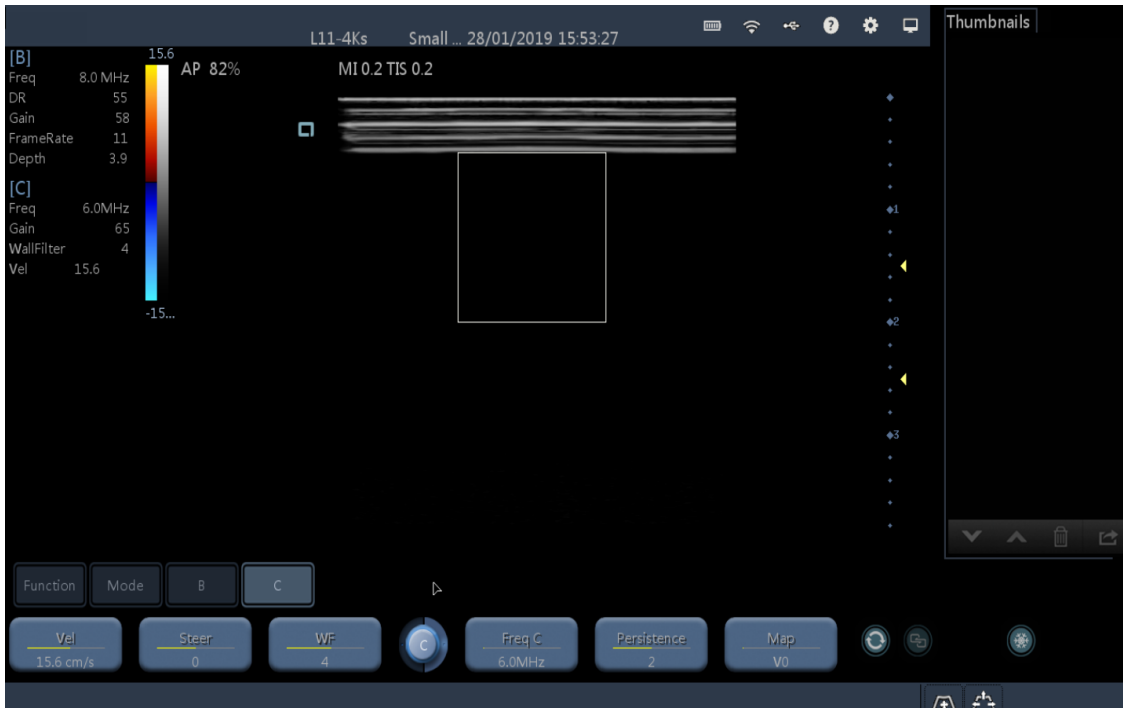 L11-4Ks Small ... 28/01/2019 15:53:27
Thumbnails
[B]
Freq 8.0 MHz
DR 55
Gain 58
FrameRate 11
Depth 3.9
[C]
Freq 6.0MHz
Gain 65
WallFilter 4
Vel 15.6
15.6
-15...
AP 82%
MI 0.2 TIS 0.2
1
2
3
Function Mode B C
Vel Steer WF C Freq C Persistence Map
15.6 cm/s 0 4 6.0MHz 2 V0